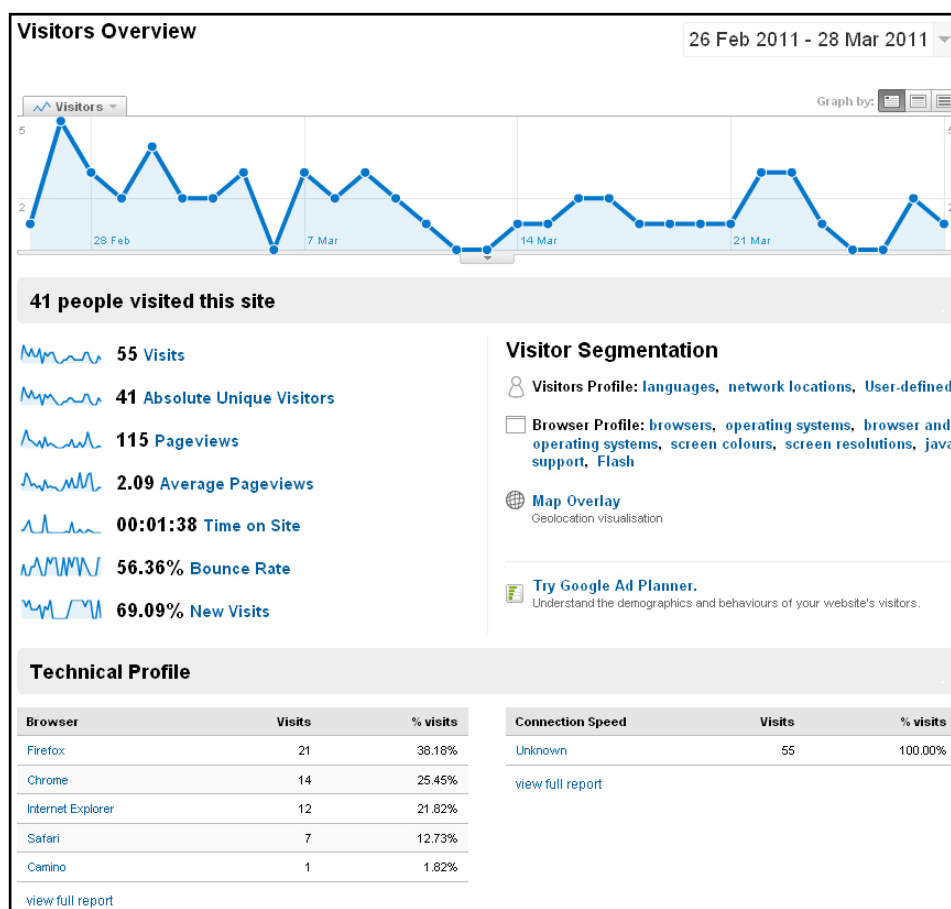 Visitors Overview
26 Feb 2011 - 28 Mar 2011
Visitors
Graph by:
5
5
2
2
28 Feb
7 Mar
14 Mar
21 Mar
41 people visited this site
55 Visits
41 Absolute Unique Visitors
115 Pageviews
2.09 Average Pageviews
00:01:38 Time on Site
56.36% Bounce Rate
69.09% New Visits
Visitor Segmentation
Visitors Profile: languages, network locations, User-defined
Browser Profile: browsers, operating systems, browser and
operating systems, screen colours, screen resolutions, java
support, Flash
Map Overlay
Geolocation visualisation
Try Google Ad Planner.
Understand the demographics and behaviours of your website's visitors.
Technical Profile
Browser Visits % visits
Firefox 21 38.18%
Chrome 14 25.45%
Internet Explorer 12 21.82%
Safari 7 12.73%
Camino 1 1.82%
view full report
Connection Speed Visits % visits
Unknown 55 100.00%
view full report